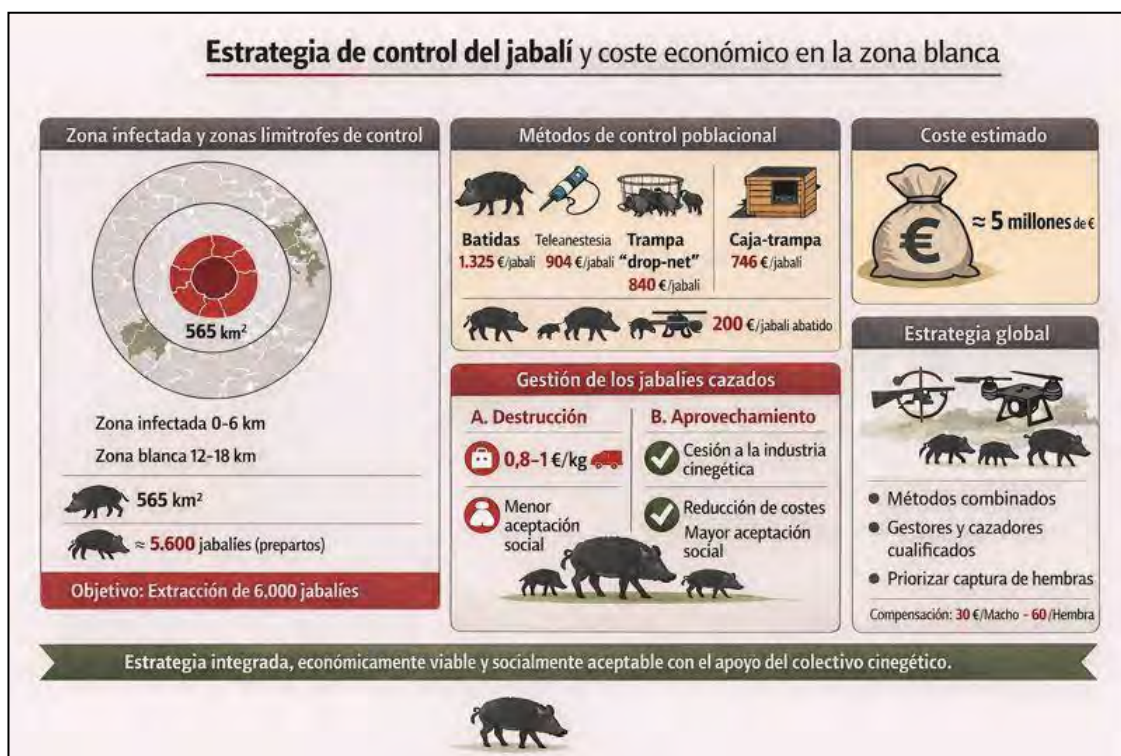 Estrategia de control del jabalí y coste económico en la zona blanca
Zona infectada y zonas limitrofes de control
565 km²
Zona infectada 0-6 km
Zona blanca 12-18 km
565 km²
≈ 5.600 jabalíes (prepartos)
Objetivo: Extracción de 6,000 jabalíes
Métodos de control poblacional
Batidas
1.325 €/jabalí
Teleanestesia
904 €/jabalí
Trampa
"drop-net"
840 €/jabalí
Caja-trampa
746 €/jabalí
200 €/jabalí abatido
Gestión de los jabalíes cazados
A. Destrucción
0,8–1 €/kg
Menor
aceptación
social
B. Aprovechamiento
Cesión a la industria
cinegética
Reducción de costes
Mayor aceptación
social
Coste estimado
€
≈ 5 millones de €
Estrategia global
• Métodos combinados
• Gestores y cazadores
cualificados
• Priorizar captura de hembras
Compensación: 30 €/Macho - 60/Hembra
Estrategia integrada, económicamente viable y socialmente aceptable con el apoyo del colectivo cinegético.